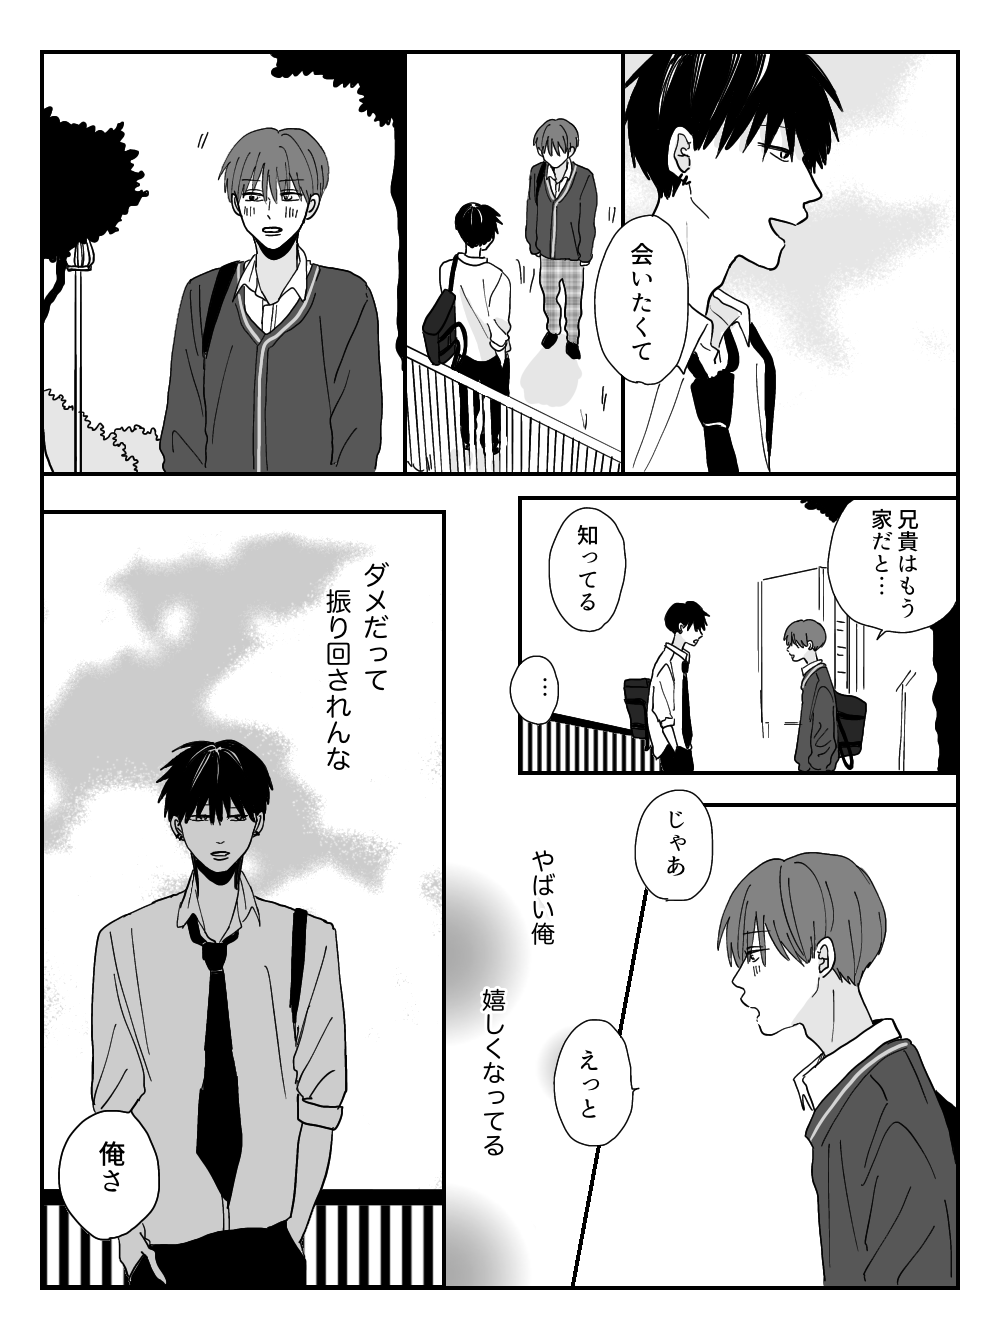 会いたくて
兄貴はもう
家だと…
知ってる
…
じゃあ
やばい俺
嬉しくなってる
えっと
ダメだって
振り回されんな
俺さ